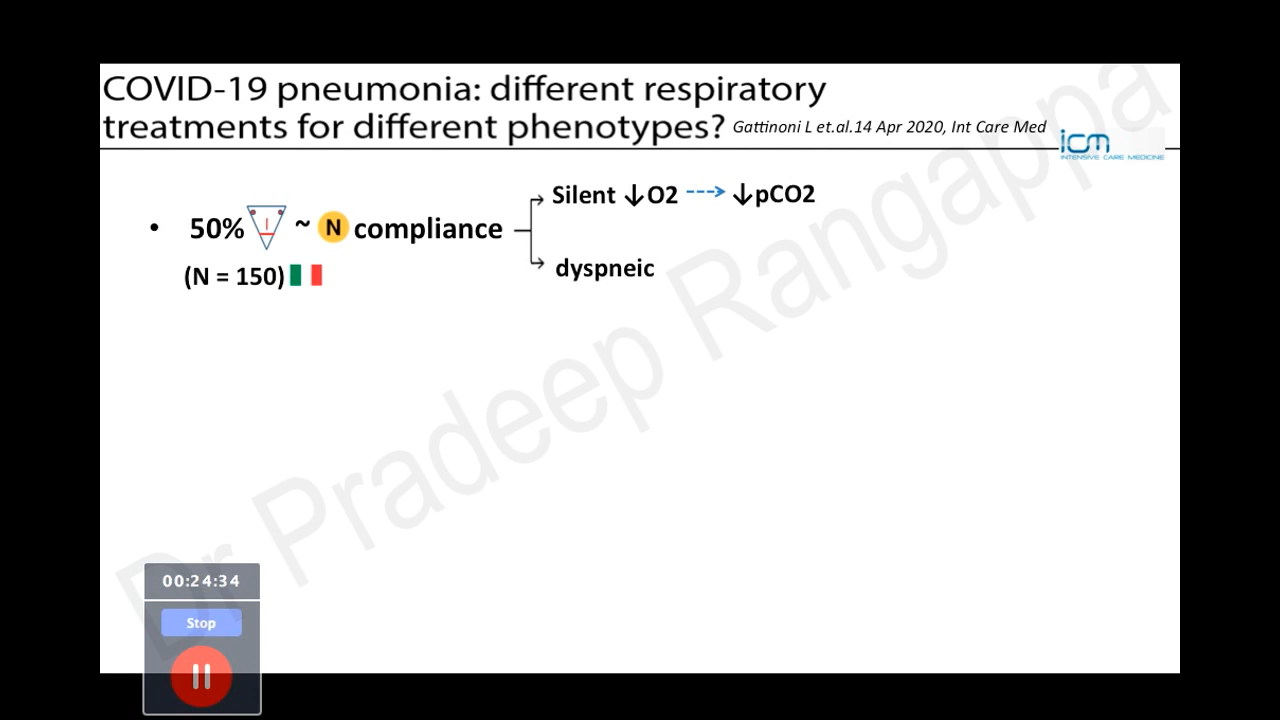 COVID-19 pneumonia: different respiratory
treatments for different phenotypes? Gattinoni L et.al.14 Apr 2020, Int Care Med
icm
INTENSIVE CARE MEDICINE
Silent ↓O2 ---> ↓pCO2
• 50% ~ N compliance
dyspneic
(N = 150)
Dr Pradeep Rangappa
00:24:34
Stop